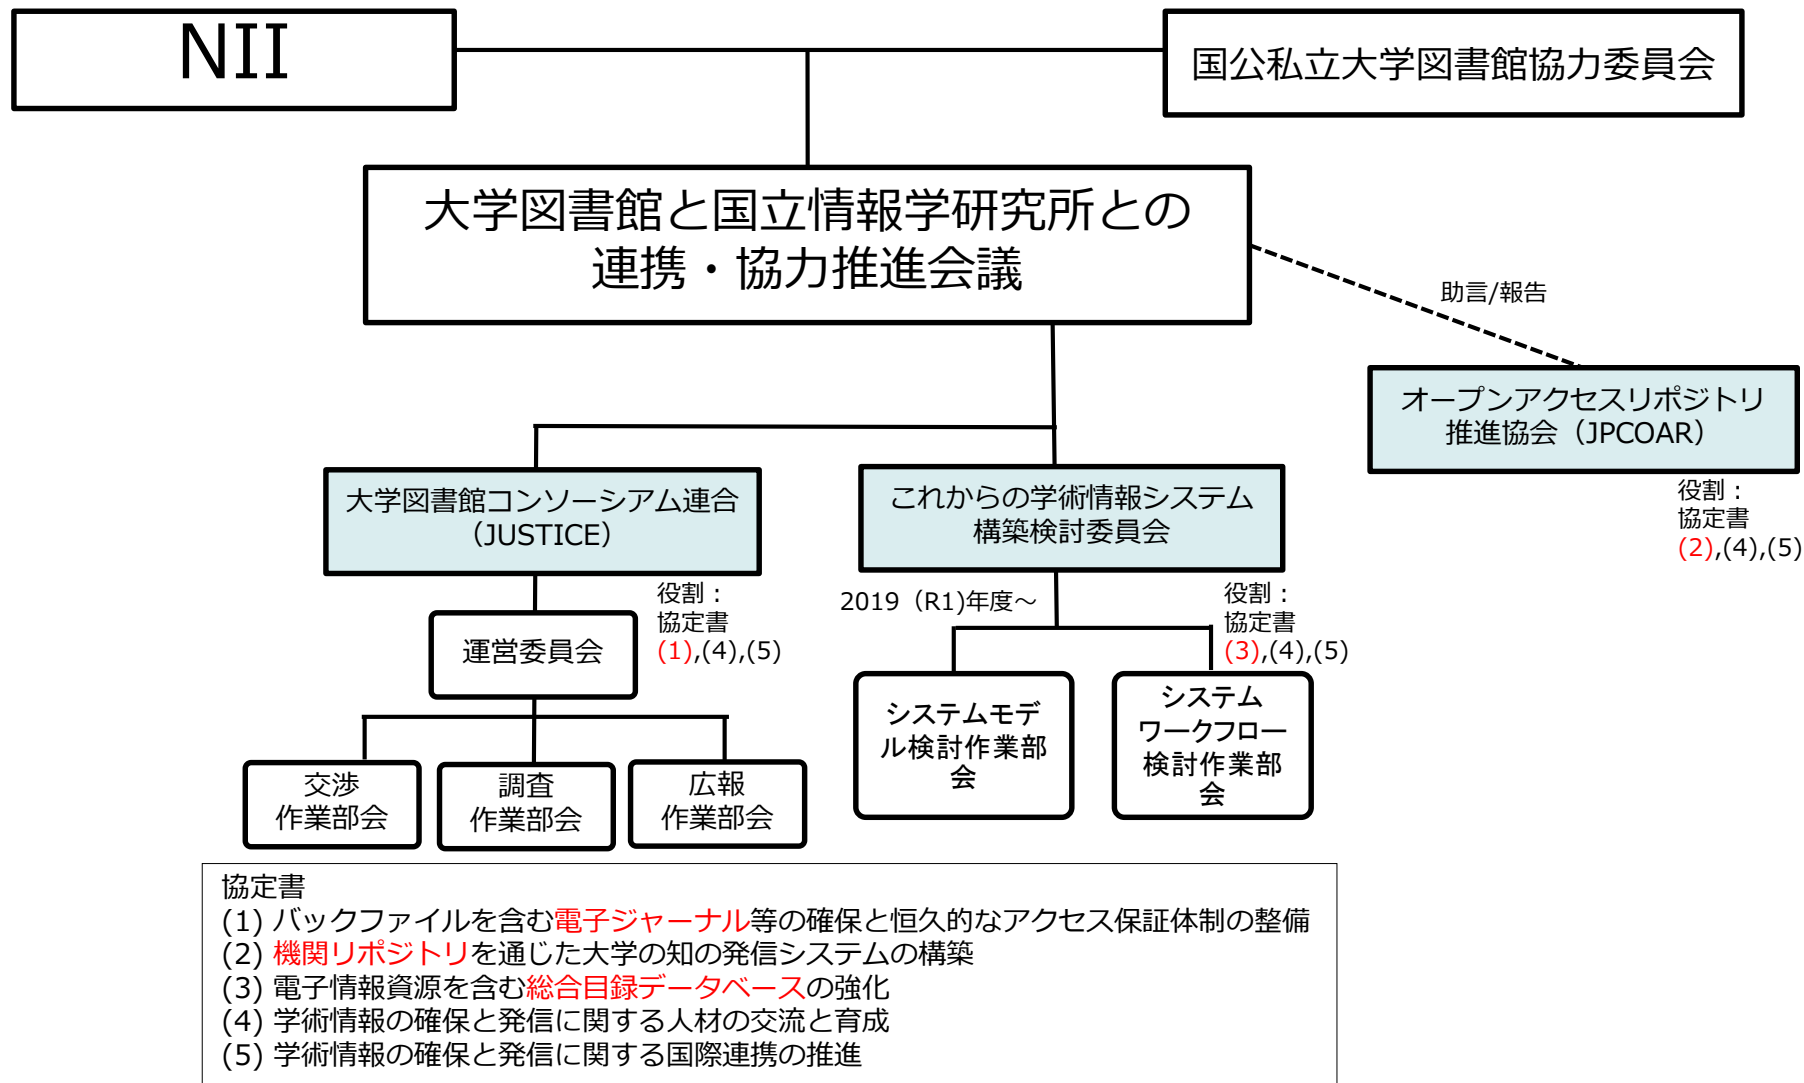 NII
国公私立大学図書館協力委員会
大学図書館と国立情報学研究所との
連携・協力推進会議
助言/報告
オープンアクセスリポジトリ
推進協会（JPCOAR）
役割：
協定書
(2),(4),(5)
大学図書館コンソーシアム連合
（JUSTICE）
これからの学術情報システム
構築検討委員会
役割：
協定書
(1),(4),(5)
2019（R1)年度～
役割：
協定書
(3),(4),(5)
運営委員会
システムモデ
ル検討作業部
会
システム
ワークフロー
検討作業部
会
交渉
作業部会
調査
作業部会
広報
作業部会
協定書
(1) バックファイルを含む電子ジャーナル等の確保と恒久的なアクセス保証体制の整備
(2) 機関リポジトリを通じた大学の知の発信システムの構築
(3) 電子情報資源を含む総合目録データベースの強化
(4) 学術情報の確保と発信に関する人材の交流と育成
(5) 学術情報の確保と発信に関する国際連携の推進